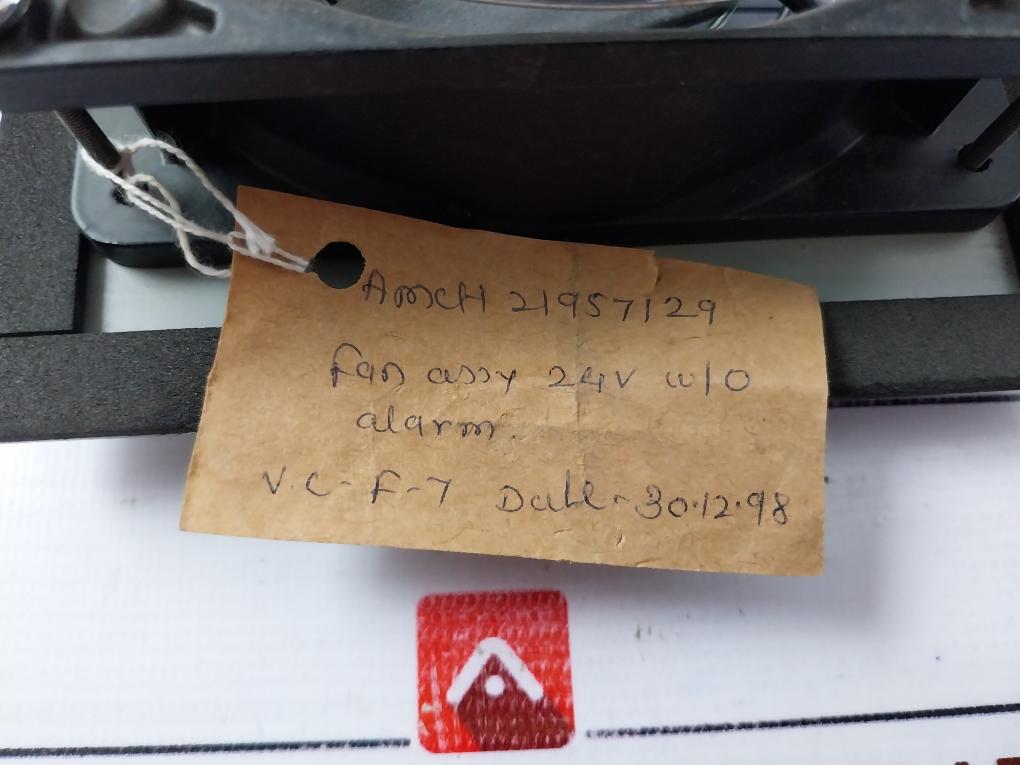 AMCH 21957129
Fan assy 24V w/o
alarm.
V.C-F-7 Date-30.12.98